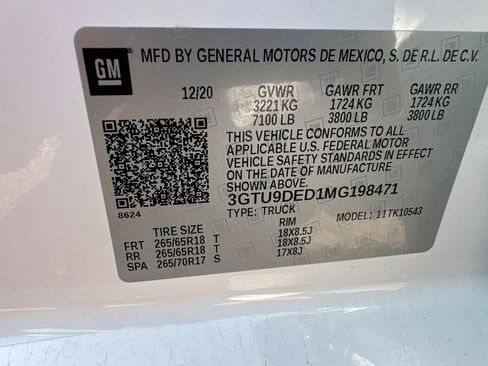 GM
MFD BY GENERAL MOTORS DE MEXICO, S. DE R.L. DE C.V.
12/20 GVWR GAWR FRT GAWR RR
3221 KG 1724 KG 1724 KG
7100 LB 3800 LB 3800 LB
THIS VEHICLE CONFORMS TO ALL
APPLICABLE U.S. FEDERAL MOTOR
VEHICLE SAFETY STANDARDS IN EFFECT
ON THE DATE OF MANUFACTURE SHOWN ABOVE.
3GTU9DED1MG198471
TYPE: TRUCK MODEL: 11TK10543
8624
TIRE SIZE RIM
FRT 265/65R18 T 18X8.5J
RR 265/65R18 T 18X8.5J
SPA 265/70R17 S 17X8J